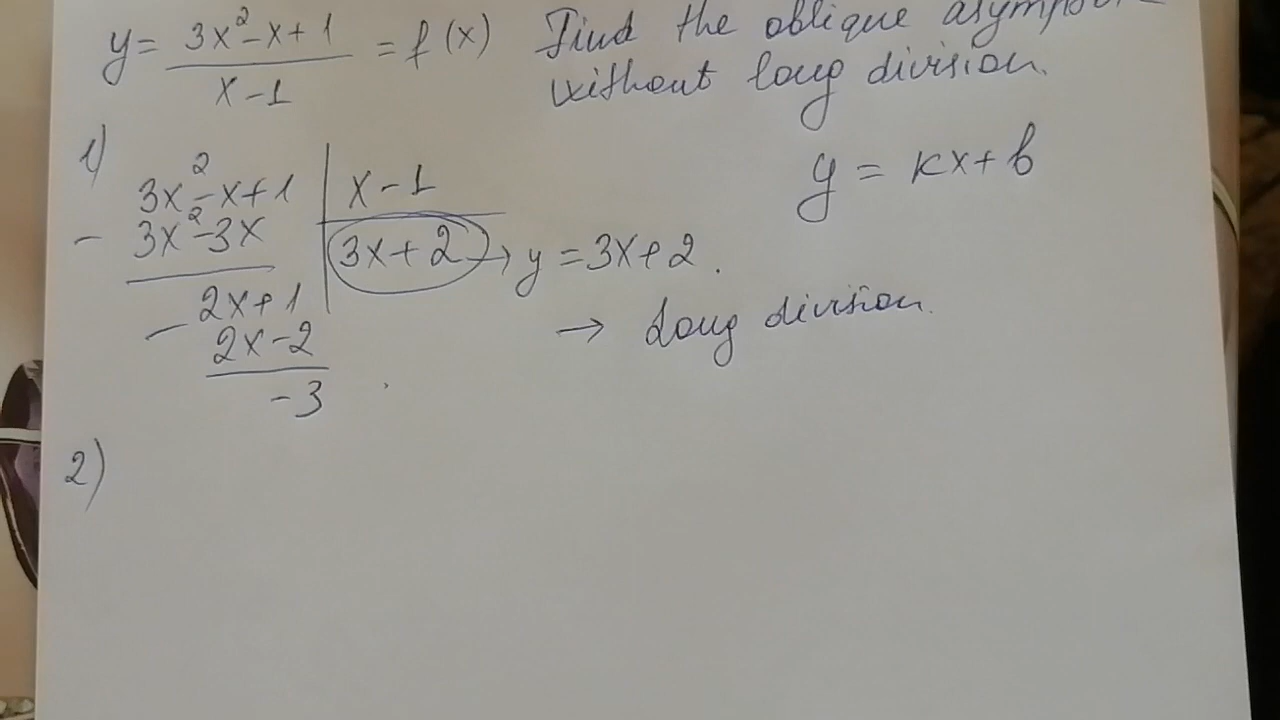 y = 3x²-x+1 / x-1 = f(x) Find the oblique
without long division.
y = kx+b
1)
3x²-x+1 | x-1
- 3x²-3x 3x+2 → y = 3x+2.
2x+1
- 2x-2 → Long division.
-3
2)